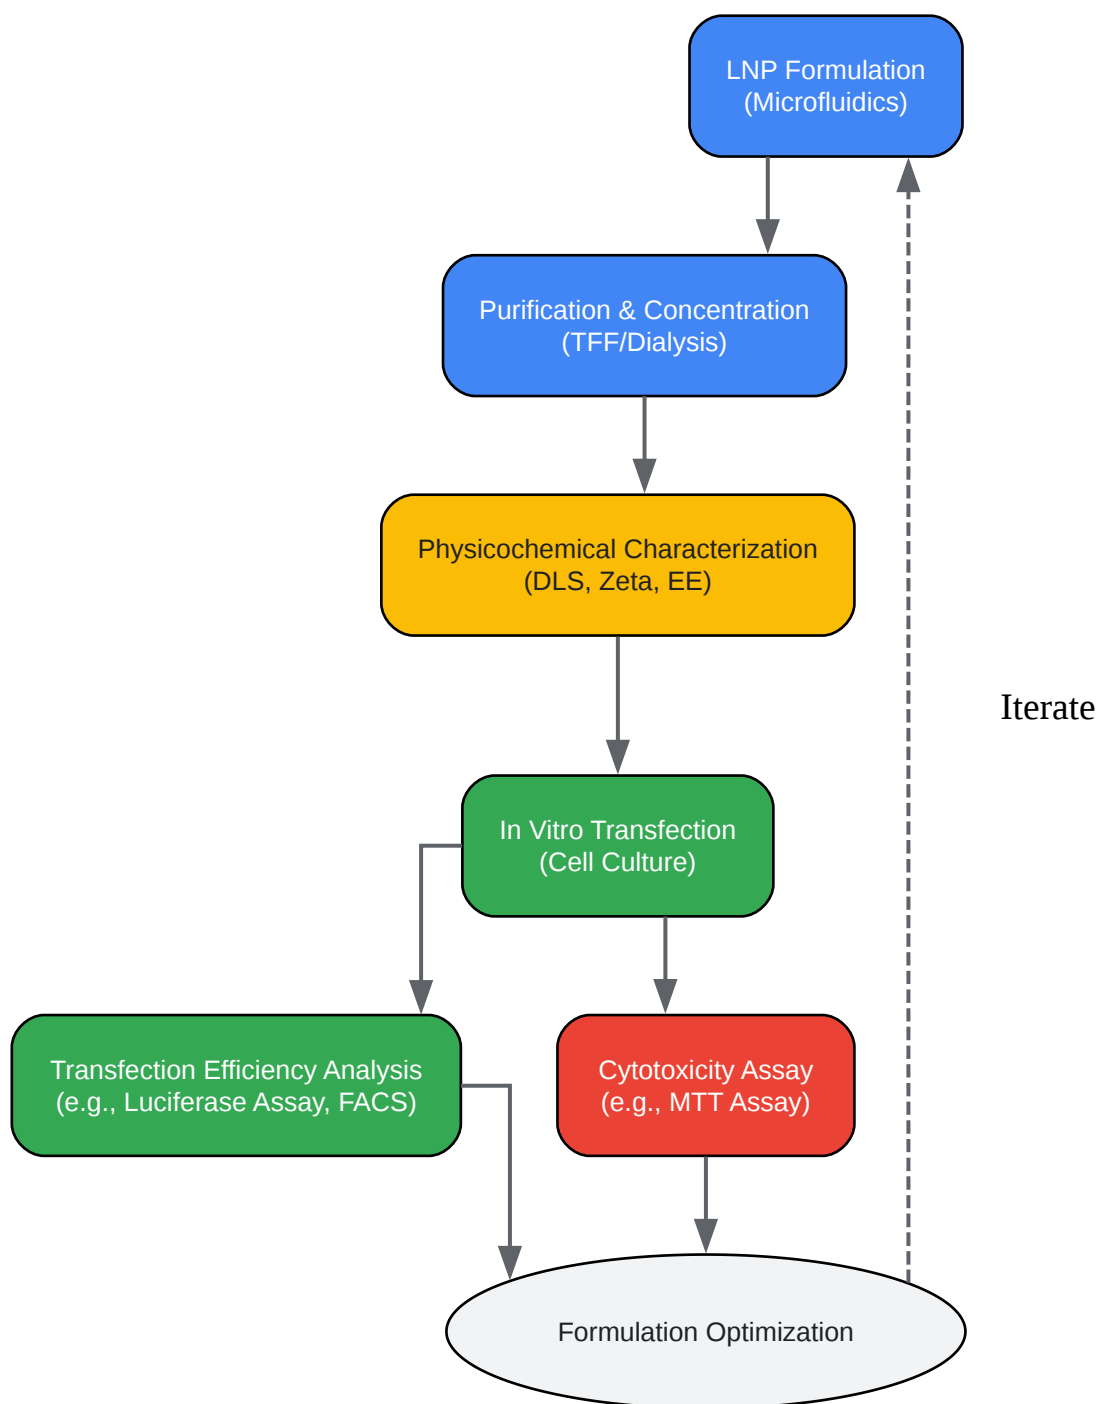 LNP Formulation
(Microfluidics)
Purification & Concentration
(TFF/Dialysis)
Physicochemical Characterization
(DLS, Zeta, EE)
Iterate
In Vitro Transfection
(Cell Culture)
Transfection Efficiency Analysis
(e.g., Luciferase Assay, FACS)
Cytotoxicity Assay
(e.g., MTT Assay)
Formulation Optimization